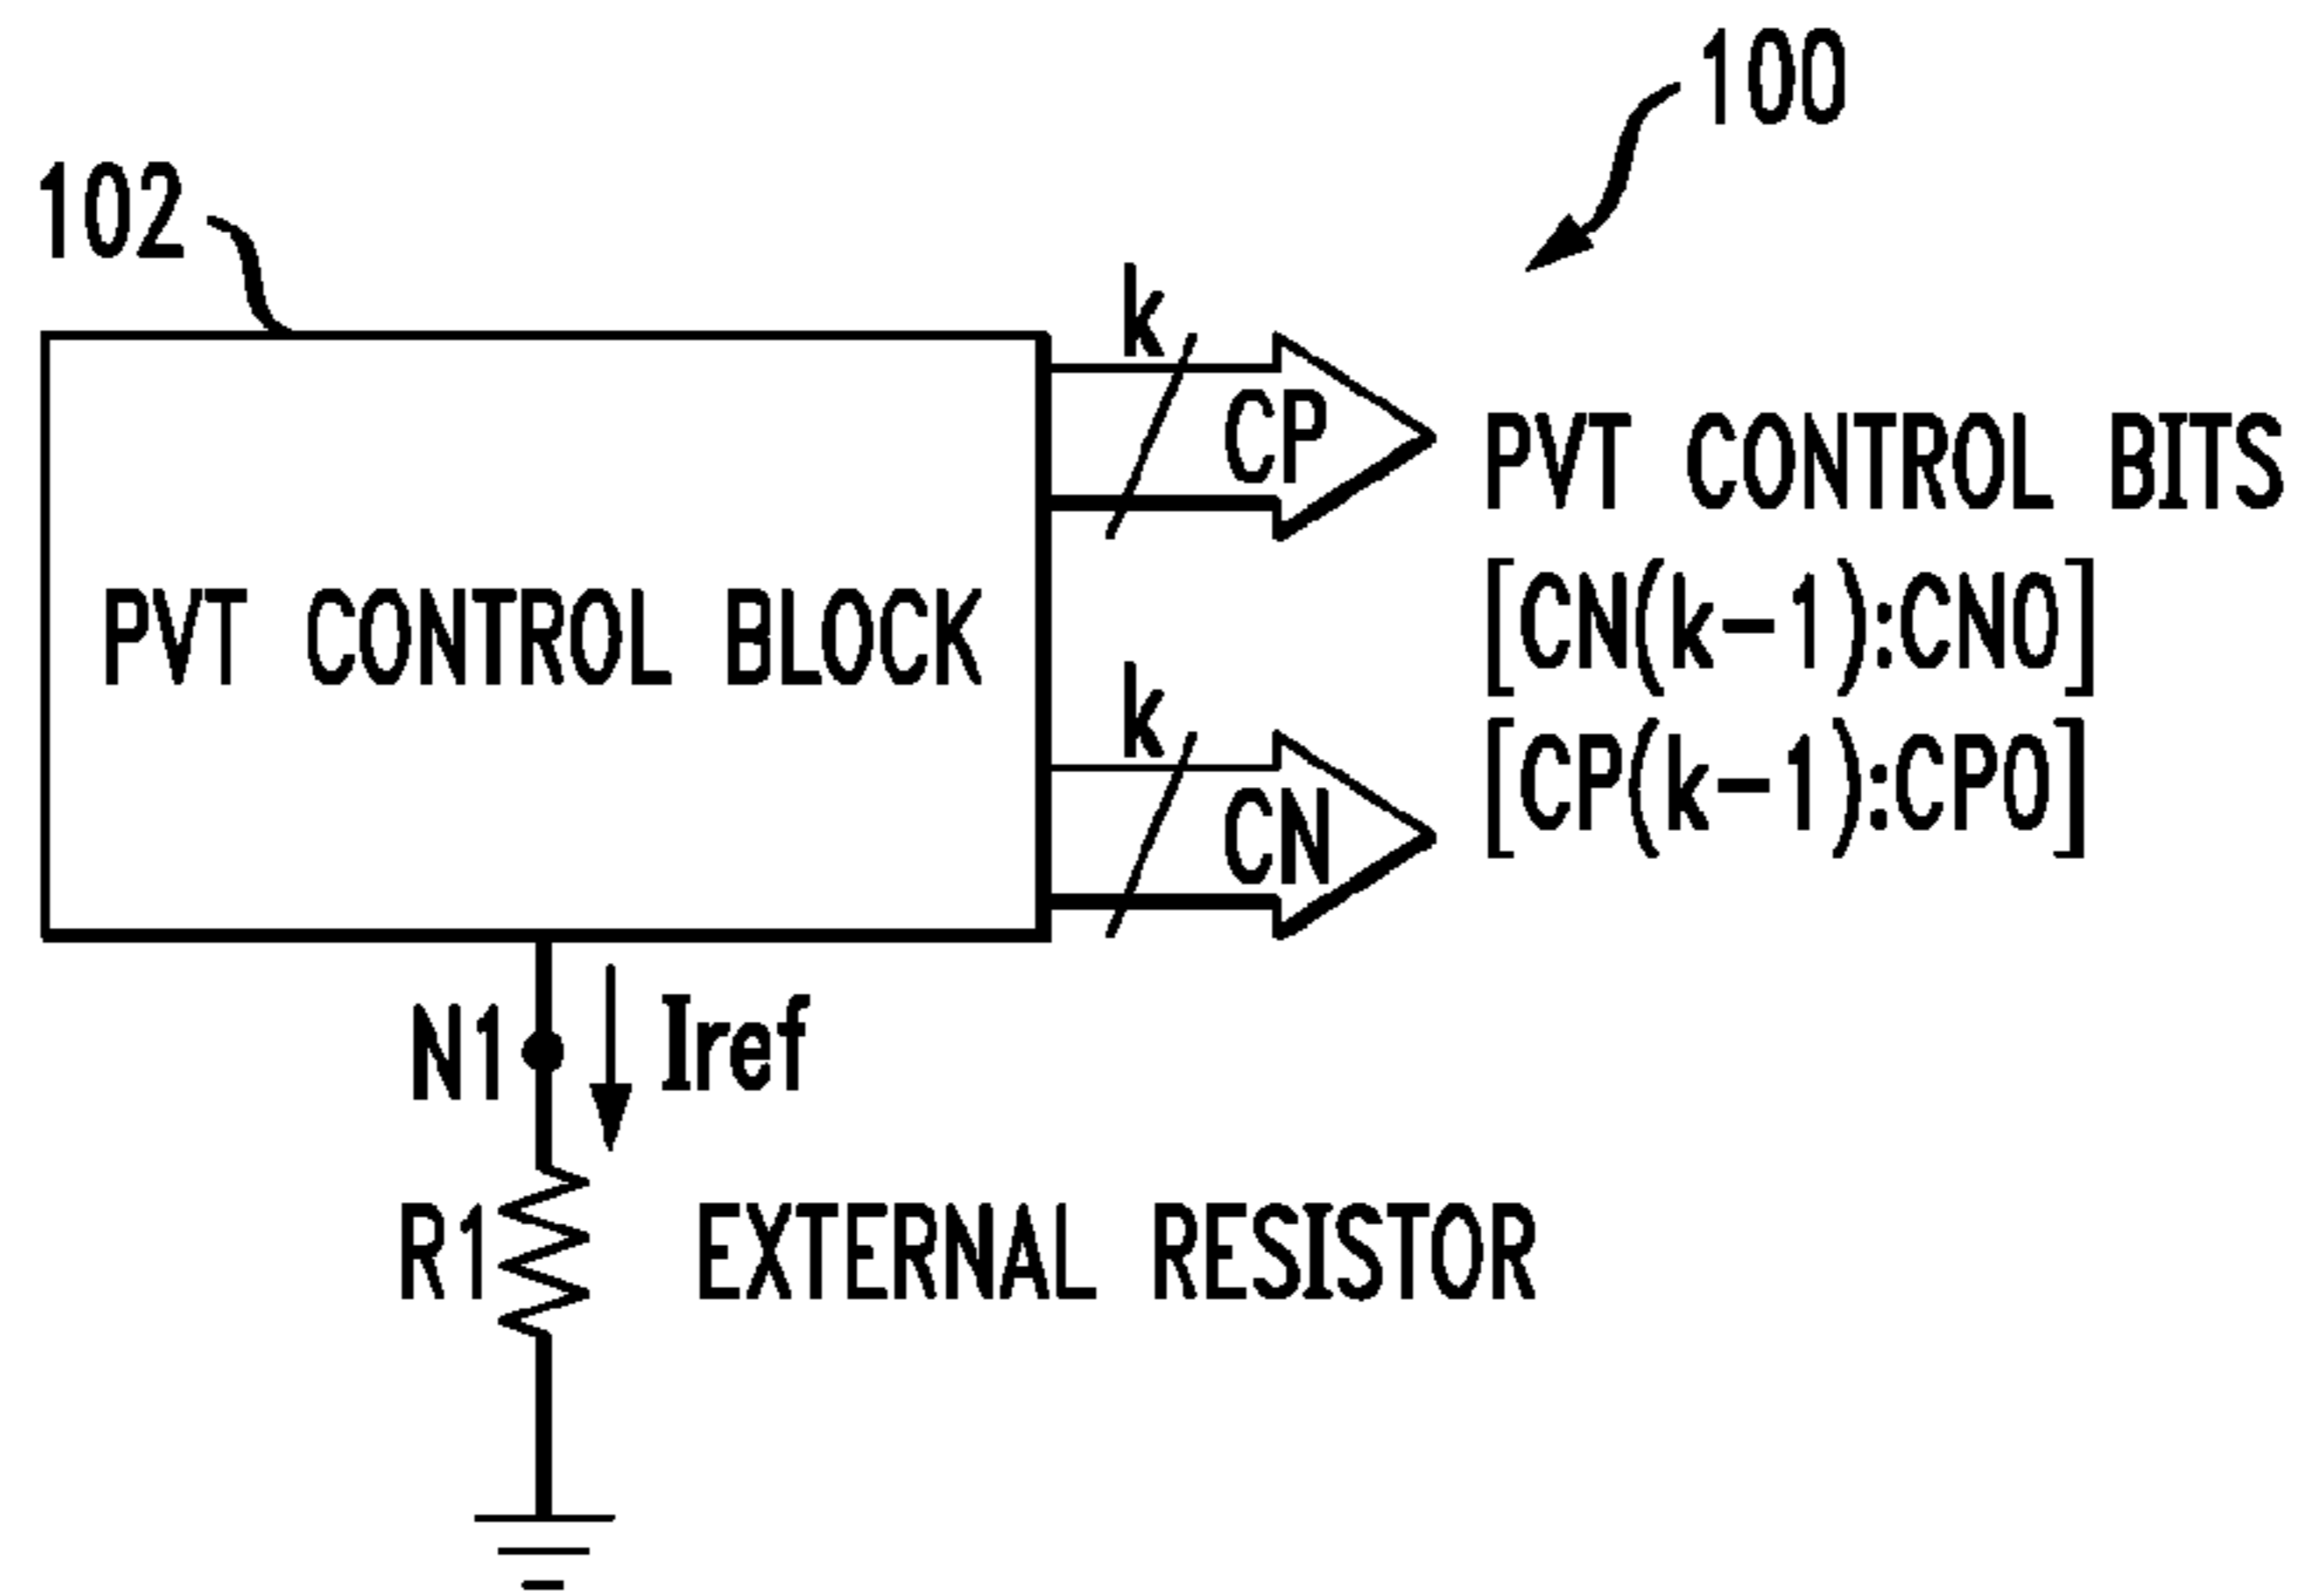 100
102
k
CP
PVT CONTROL BITS
[CN(k-1):CN0]
[CP(k-1):CP0]
PVT CONTROL BLOCK
k
CN
N1
Iref
R1
EXTERNAL RESISTOR